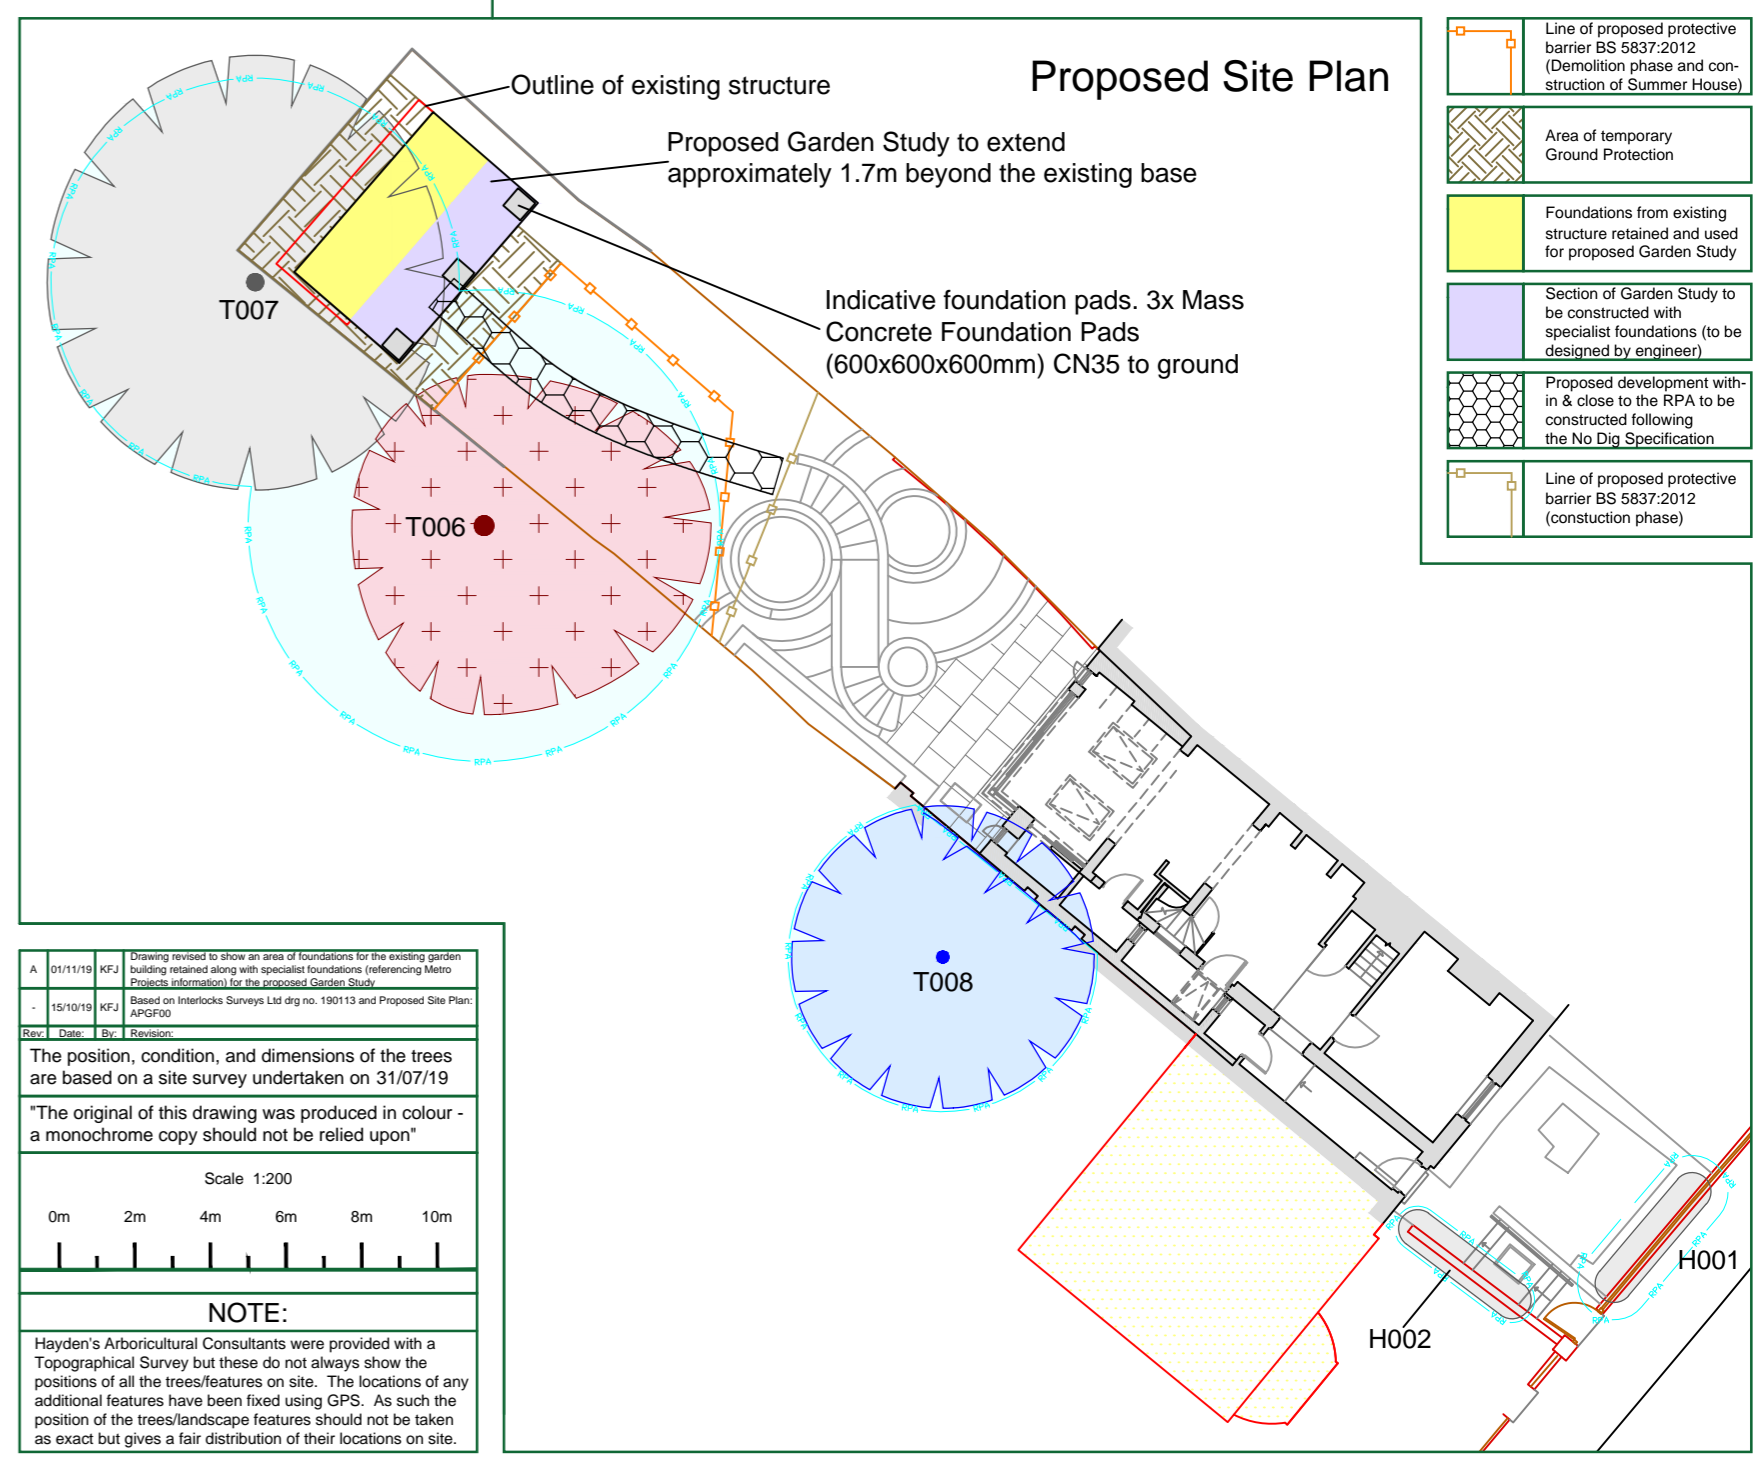 Proposed Site Plan
Outline of existing structure
Proposed Garden Study to extend
approximately 1.7m beyond the existing base
Indicative foundation pads. 3x Mass
Concrete Foundation Pads
(600x600x600mm) CN35 to ground
T007
T006
T008
H001
H002
RPA
Line of proposed protective
barrier BS 5837:2012
(Demolition phase and con-
struction of Summer House)
Area of temporary
Ground Protection
Foundations from existing
structure retained and used
for proposed Garden Study
Section of Garden Study to
be constructed with
specialist foundations (to be
designed by engineer)
Proposed development with-
in & close to the RPA to be
constructed following
the No Dig Specification
Line of proposed protective
barrier BS 5837:2012
(constuction phase)
A 01/11/19 KFJ Drawing revised to show an area of foundations for the existing garden
building retained along with specialist foundations (referencing Metro
Projects information) for the proposed Garden Study
- 15/10/19 KFJ Based on Interlocks Surveys Ltd drg no. 190113 and Proposed Site Plan:
APGF00
Rev: Date: By: Revision:
The position, condition, and dimensions of the trees
are based on a site survey undertaken on 31/07/19
"The original of this drawing was produced in colour -
a monochrome copy should not be relied upon"
Scale 1:200
0m 2m 4m 6m 8m 10m
NOTE:
Hayden's Arboricultural Consultants were provided with a
Topographical Survey but these do not always show the
positions of all the trees/features on site. The locations of any
additional features have been fixed using GPS. As such the
position of the trees/landscape features should not be taken
as exact but gives a fair distribution of their locations on site.